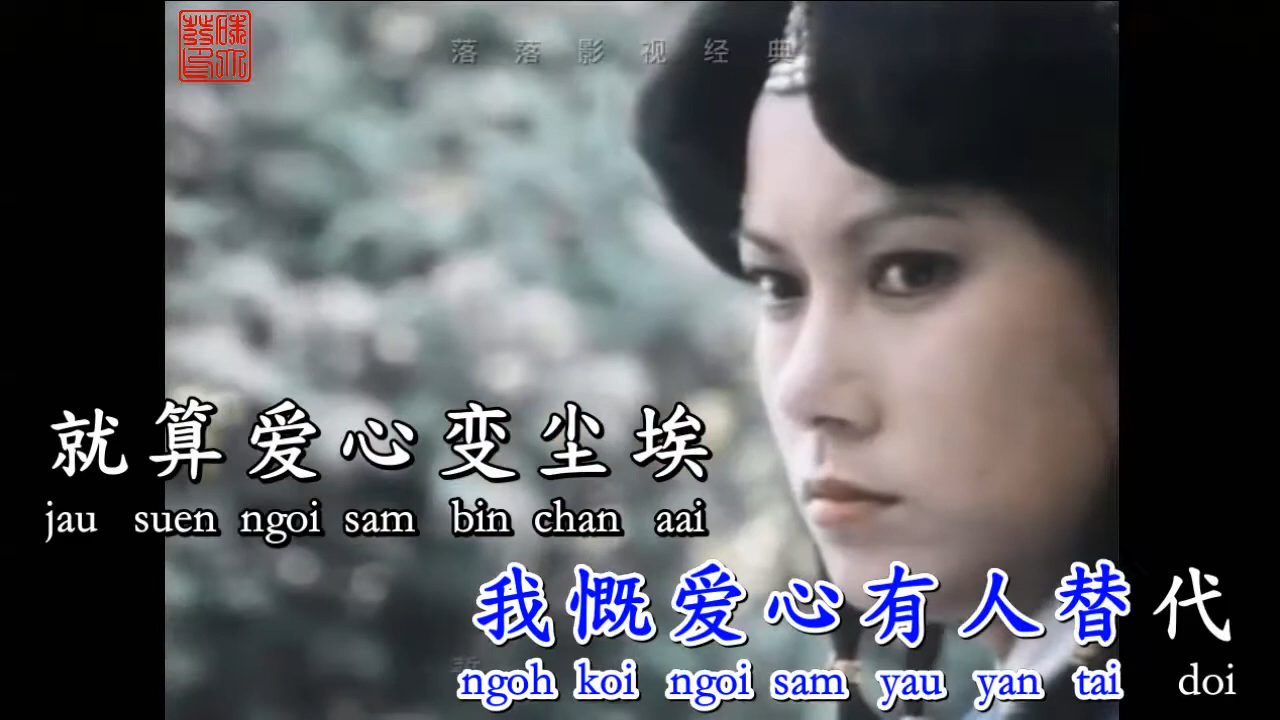 落落影视经典
就算爱心变尘埃
jau suen ngoi sam bin chan aai
我慨爱心有人替代
ngoh koi ngoi sam yau yan tai doi